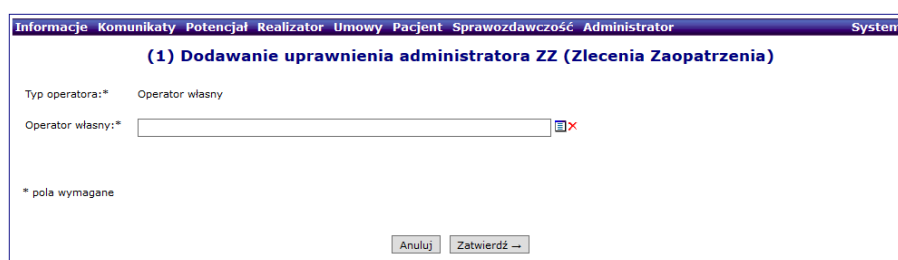 Informacje Komunikaty Potencjał Realizator Umowy Pacjent Sprawozdawczość Administrator System
(1) Dodawanie uprawnienia administratora ZZ (Zlecenia Zaopatrzenia)
Typ operatora:* Operator własny
Operator własny:*
* pola wymagane
Anuluj Zatwierdź →